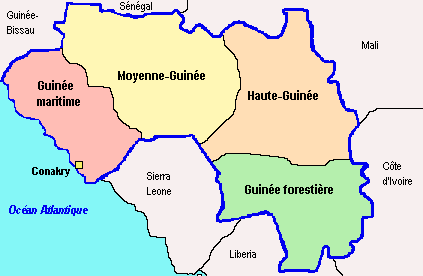 Sénégal
Guinée-
Bissau
Mali
Moyenne-Guinée
Guinée
maritime
Haute-Guinée
Conakry
Sierra
Leone
Côte
d'Ivoire
Guinée forestière
Océan Atlantique
Liberia